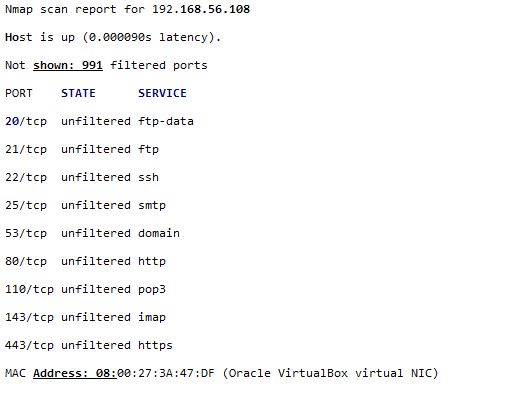 Nmap scan report for 192.168.56.108
Host is up (0.000090s latency).
Not shown: 991 filtered ports
PORT STATE SERVICE
20/tcp unfiltered ftp-data
21/tcp unfiltered ftp
22/tcp unfiltered ssh
25/tcp unfiltered smtp
53/tcp unfiltered domain
80/tcp unfiltered http
110/tcp unfiltered pop3
143/tcp unfiltered imap
443/tcp unfiltered https
MAC Address: 08:00:27:3A:47:DF (Oracle VirtualBox virtual NIC)